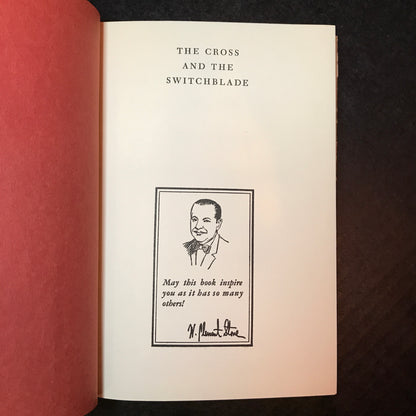 THE CROSS
AND THE
SWITCHBLADE
May this book inspire
you as it has so many
others!
W. Clement Stone